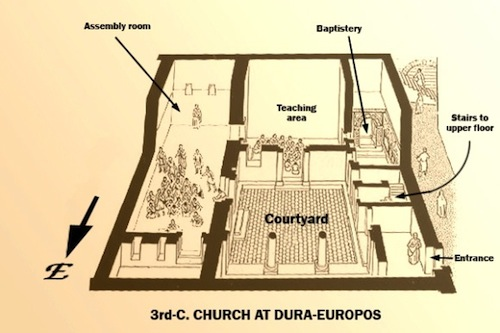 Assembly room
Baptistery
Teaching
area
Stairs to
upper floor
Courtyard
Entrance
E
3rd-C. CHURCH AT DURA-EUROPOS